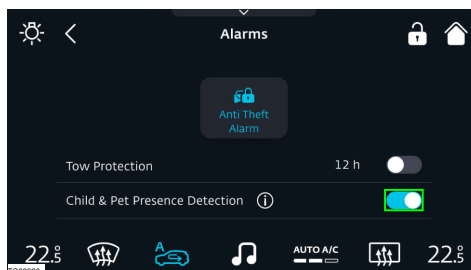 Alarms
Anti Theft
Alarm
Tow Protection 12 h
Child & Pet Presence Detection i
22.5 A AUTO A/C 22.5